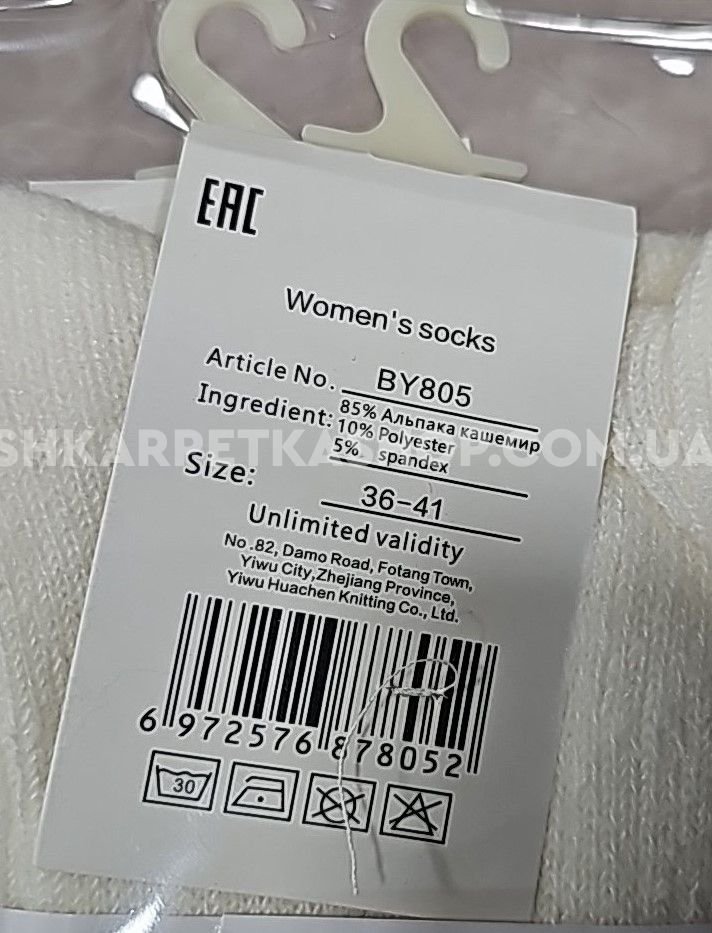 EAC
Women's socks
Article No. BY805
Ingredient: 85% Альпака кашемир
10% Polyester
5% spandex
SHKARPETKASHOP.COM.UA
Size: 36-41
Unlimited validity
No .82, Damo Road, Fotang Town,
Yiwu City,Zhejiang Province,
Yiwu Huachen Knitting Co., Ltd.
6 972576 878052
30